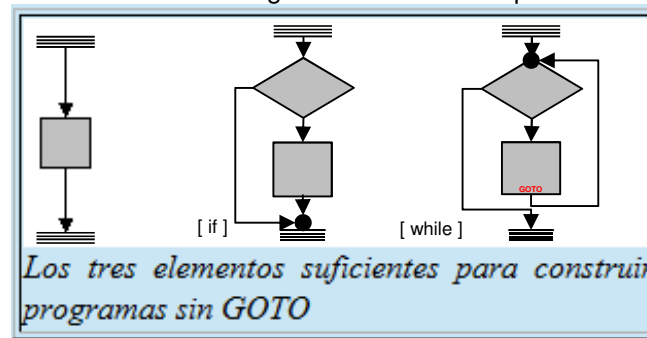 GOTO
[ if ]
[ while ]
Los tres elementos suficientes para construir
programas sin GOTO